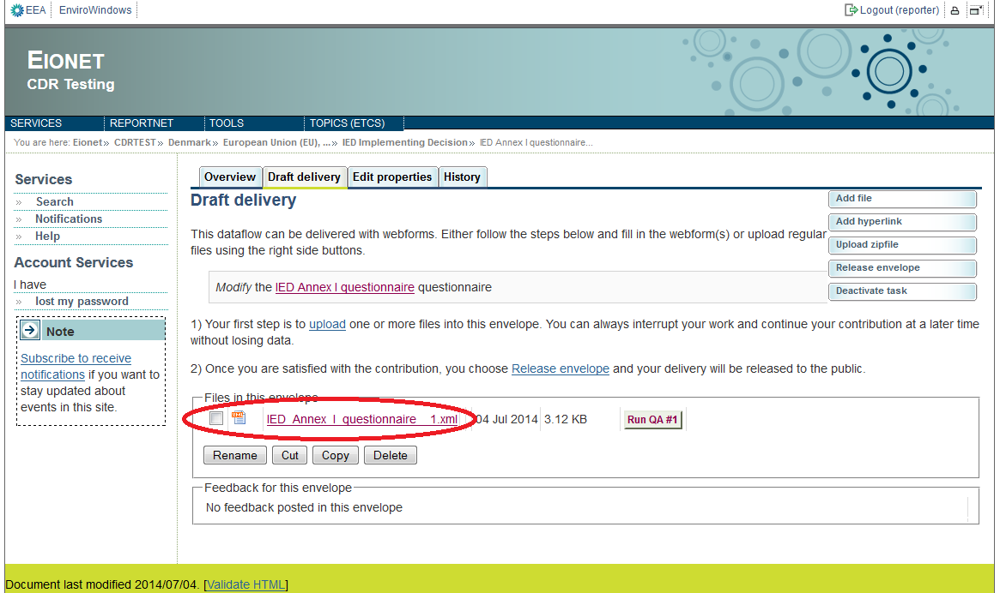 EEA EnviroWindows Logout (reporter)
EIONET
CDR Testing
SERVICES REPORTNET TOOLS TOPICS (ETCS)
You are here: Eionet » CDRTEST » Denmark » European Union (EU), ... » IED Implementing Decision » IED Annex I questionnaire...
Services
» Search
» Notifications
» Help
Account Services
I have
» lost my password
Note
Subscribe to receive
notifications if you want to
stay updated about
events in this site.
Overview Draft delivery Edit properties History
Draft delivery
Add file
Add hyperlink
Upload zipfile
Release envelope
Deactivate task
This dataflow can be delivered with webforms. Either follow the steps below and fill in the webform(s) or upload regular
files using the right side buttons.
Modify the IED Annex I questionnaire questionnaire
1) Your first step is to upload one or more files into this envelope. You can always interrupt your work and continue your contribution at a later time
without losing data.
2) Once you are satisfied with the contribution, you choose Release envelope and your delivery will be released to the public.
Files in this envelope
IED_Annex_I_questionnaire__1.xml 04 Jul 2014 3.12 KB Run QA #1
Rename Cut Copy Delete
Feedback for this envelope
No feedback posted in this envelope
Document last modified 2014/07/04. [Validate HTML]